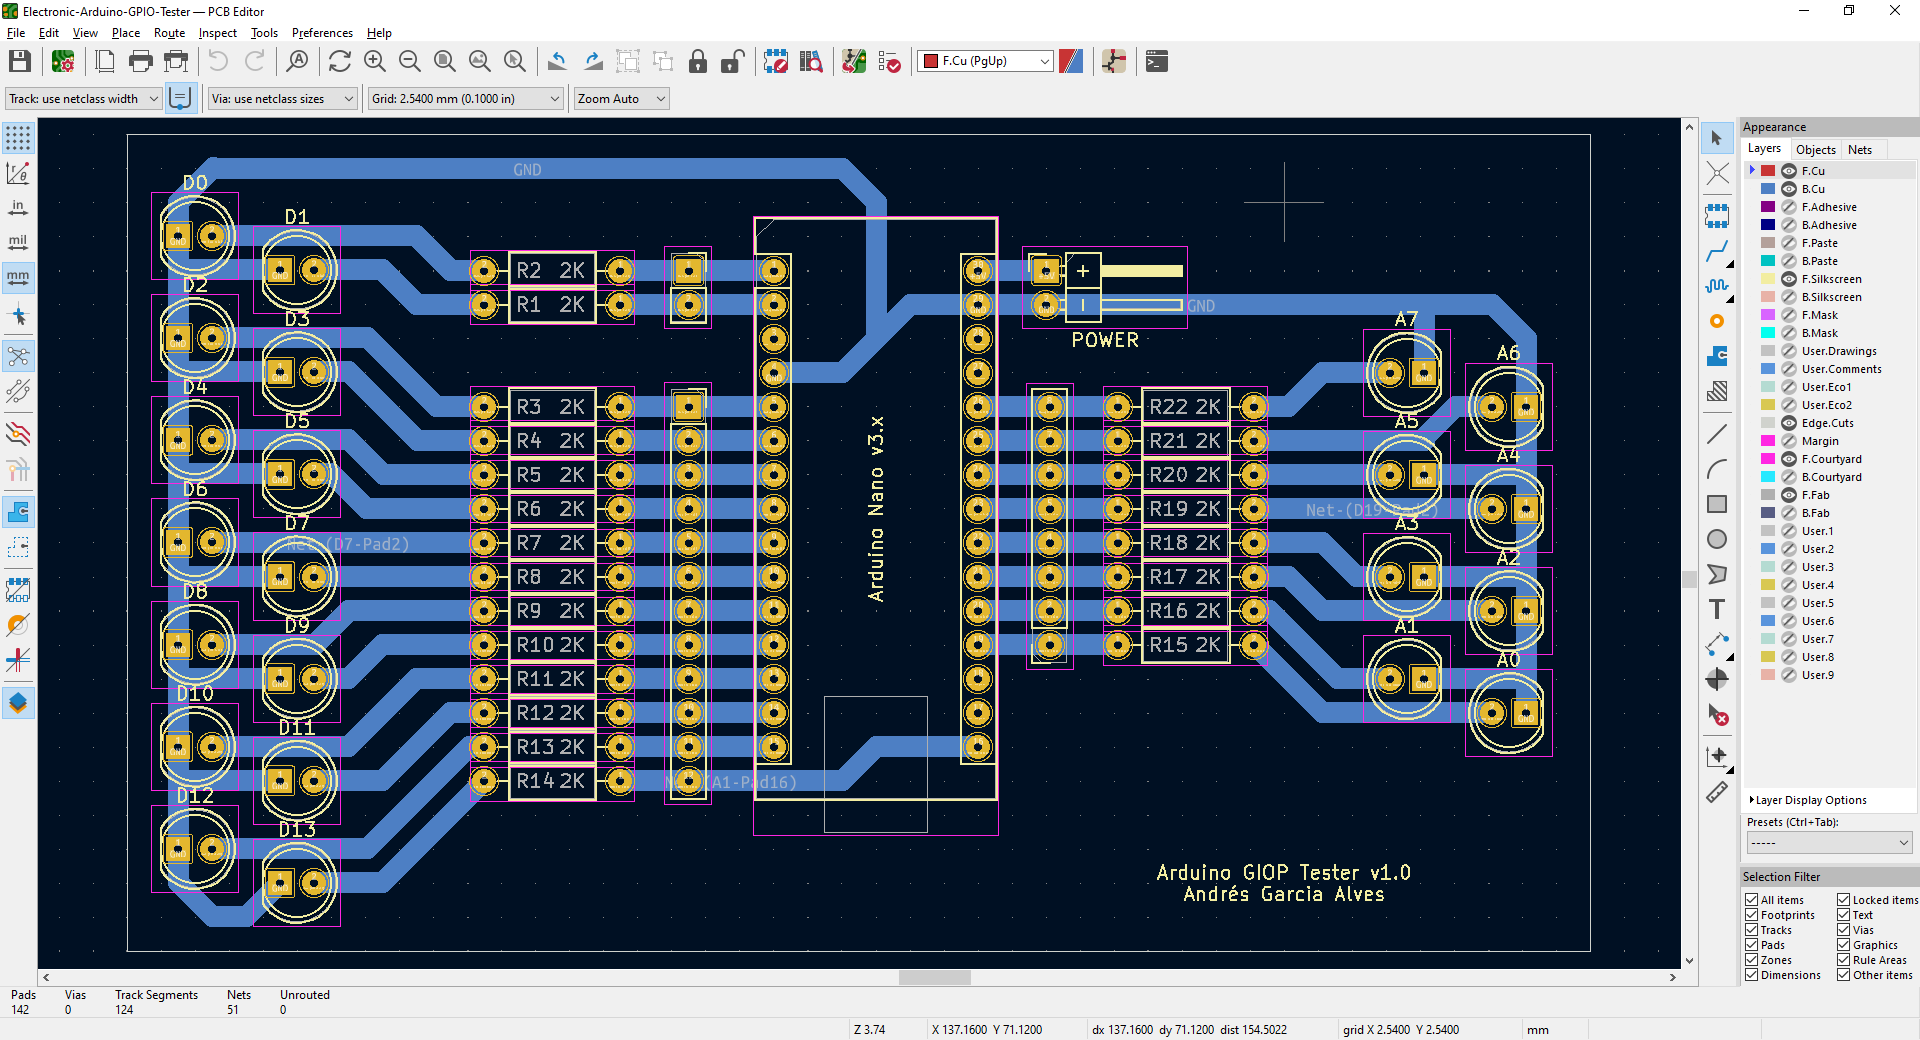 Electronic-Arduino-GPIO-Tester — PCB Editor
File Edit View Place Route Inspect Tools Preferences Help
F.Cu (PgUp)
Track: use netclass width
Via: use netclass sizes
Grid: 2.5400 mm (0.1000 in)
Zoom Auto
in
mil
mm
GND
D0
D1
D2
D3
D4
D5
D6
D7
D8
D9
D10
D11
D12
D13
R2 2K
R1 2K
R3 2K
R4 2K
R5 2K
R6 2K
R7 2K
R8 2K
R9 2K
R10 2K
R11 2K
R12 2K
R13 2K
R14 2K
Net-(D7-Pad2)
(A1-Pad16)
Arduino Nano v3.x
+
GND
POWER
R22 2K
R21 2K
R20 2K
R19 2K
R18 2K
R17 2K
R16 2K
R15 2K
Net-(D19-Pad2)
A7
A6
A5
A4
A3
A2
A1
A0
Arduino GIOP Tester v1.0
Andrés Garcia Alves
Appearance
Layers Objects Nets
F.Cu
B.Cu
F.Adhesive
B.Adhesive
F.Paste
B.Paste
F.Silkscreen
B.Silkscreen
F.Mask
B.Mask
User.Drawings
User.Comments
User.Eco1
User.Eco2
Edge.Cuts
Margin
F.Courtyard
B.Courtyard
F.Fab
B.Fab
User.1
User.2
User.3
User.4
User.5
User.6
User.7
User.8
User.9
Layer Display Options
Presets (Ctrl+Tab):
-----
Selection Filter
All items Locked items
Footprints Text
Tracks Vias
Pads Graphics
Zones Rule Areas
Dimensions Other items
Pads Vias Track Segments Nets Unrouted
142 0 124 51 0
Z 3.74
X 137.1600 Y 71.1200
dx 137.1600 dy 71.1200 dist 154.5022
grid X 2.5400 Y 2.5400
mm